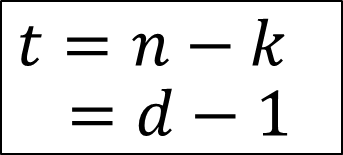 t = n − k
= d − 1